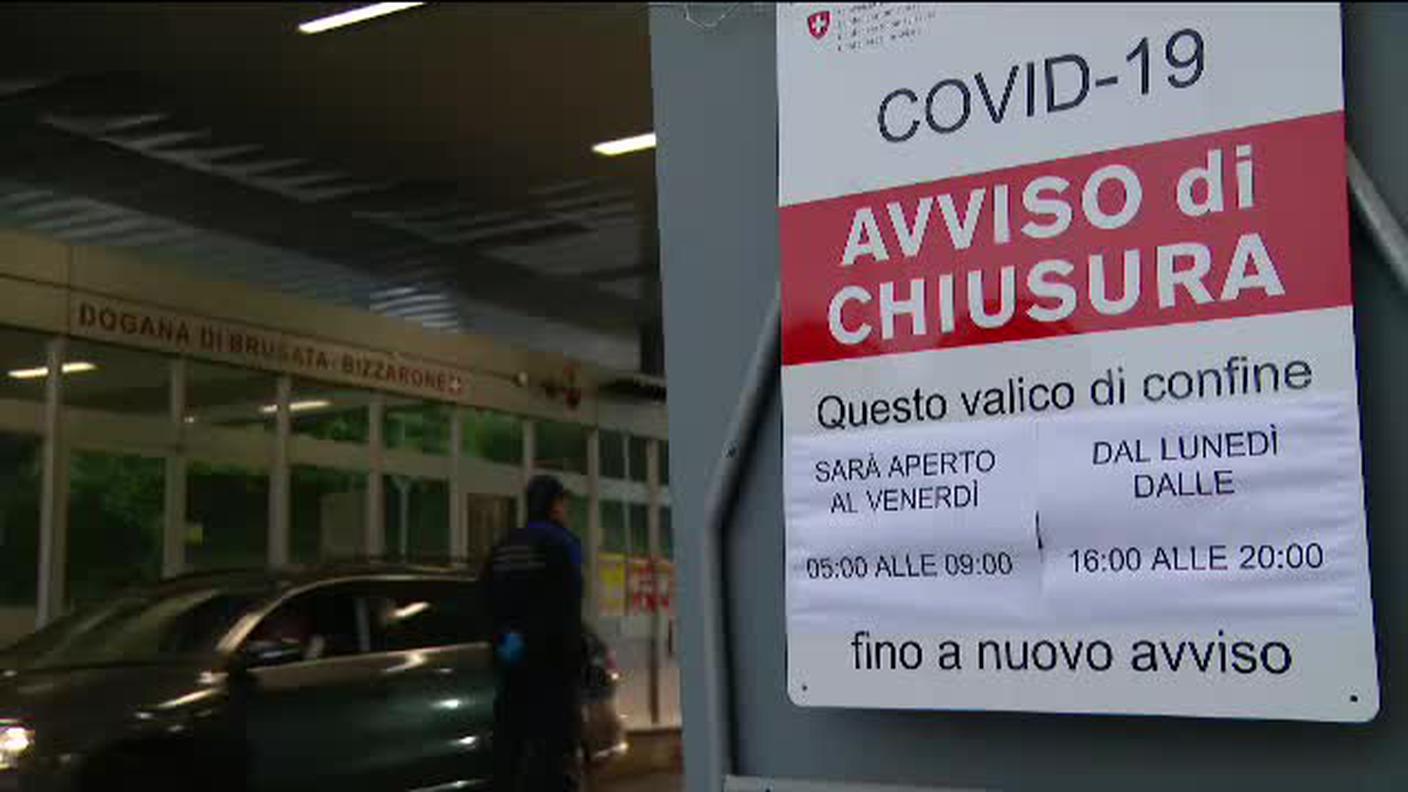 COVID-19
AVVISO di
CHIUSURA
Questo valico di confine
SARÀ APERTO
AL VENERDÌ
05:00 ALLE 09:00
DAL LUNEDÌ
DALLE
16:00 ALLE 20:00
fino a nuovo avviso
DOGANA DI BRUSATA-BIZZARONE